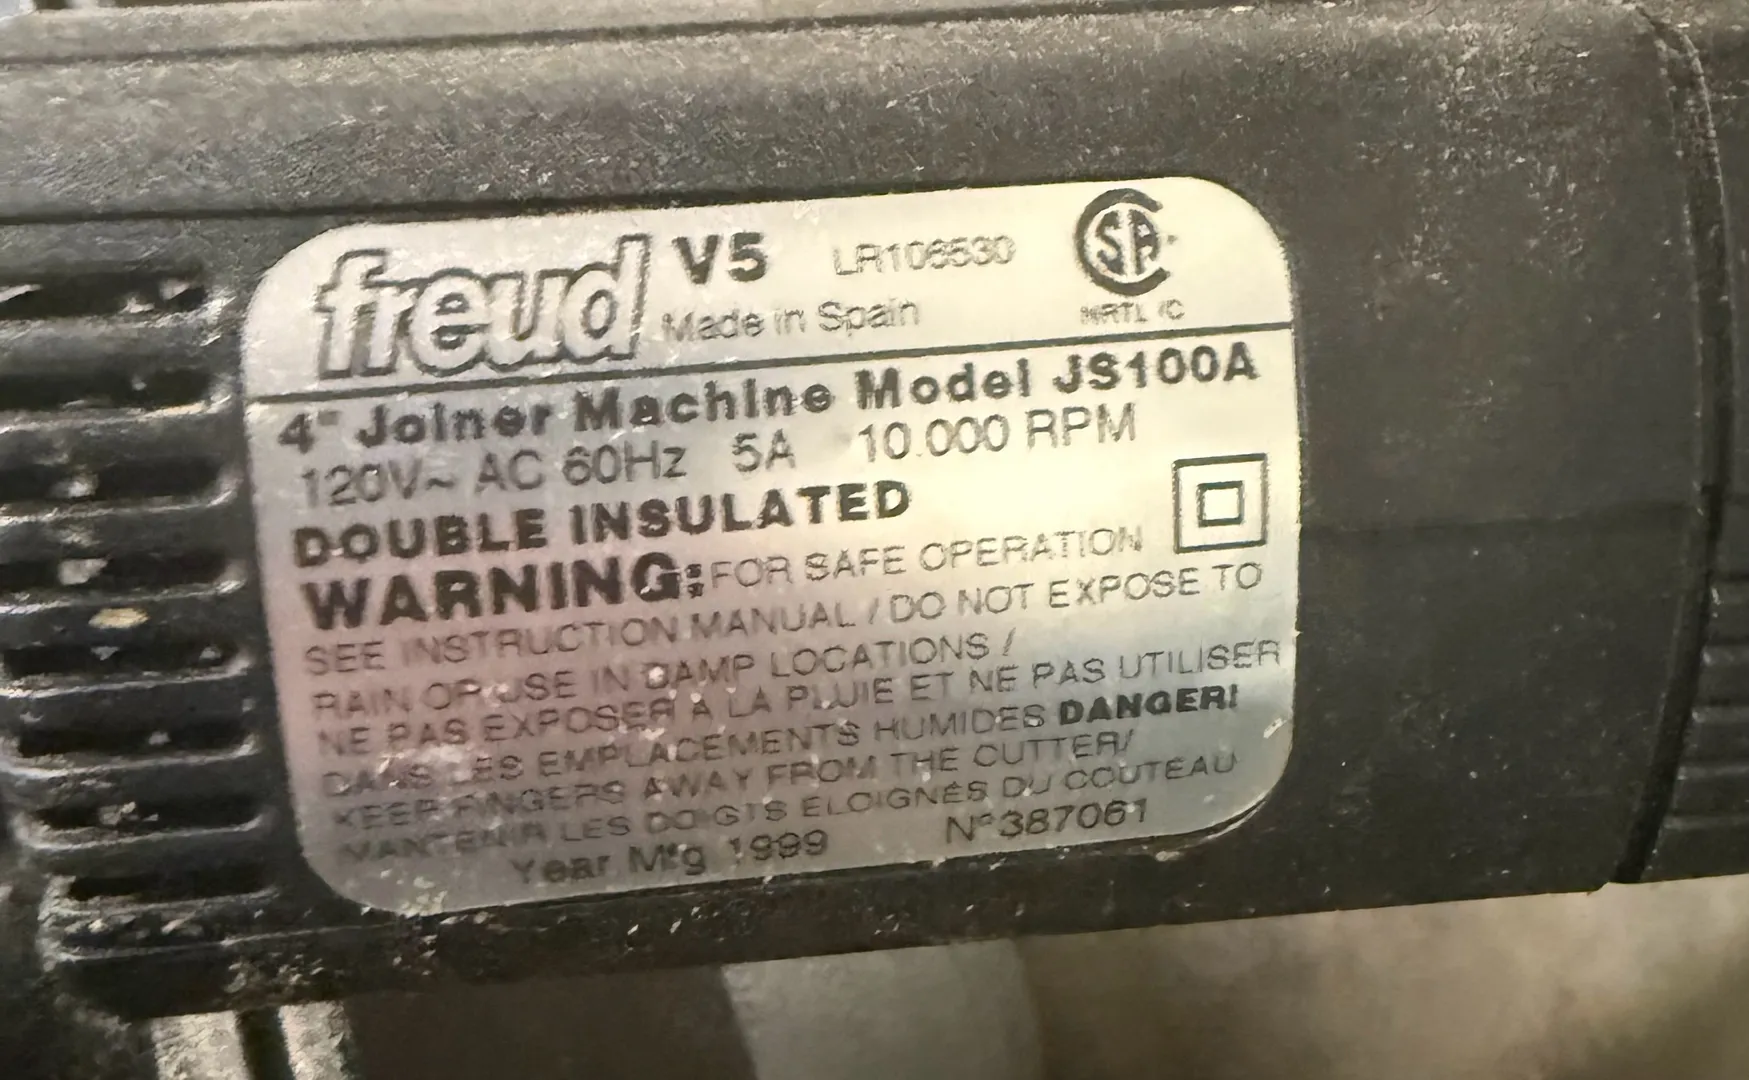 freud V5 LR106530 SA
Made in Spain NRTL/C
4" Joiner Machine Model JS100A
120V~ AC 60Hz 5A 10.000 RPM
DOUBLE INSULATED
WARNING: FOR SAFE OPERATION
SEE INSTRUCTION MANUAL / DO NOT EXPOSE TO
RAIN OR USE IN DAMP LOCATIONS /
NE PAS EXPOSER A LA PLUIE ET NE PAS UTILISER
DANS LES EMPLACEMENTS HUMIDES DANGER!
KEEP FINGERS AWAY FROM THE CUTTER/
MANTENIR LES DOIGTS ELOIGNÉS DU COUTEAU
Year Mfg 1999 Nº387061